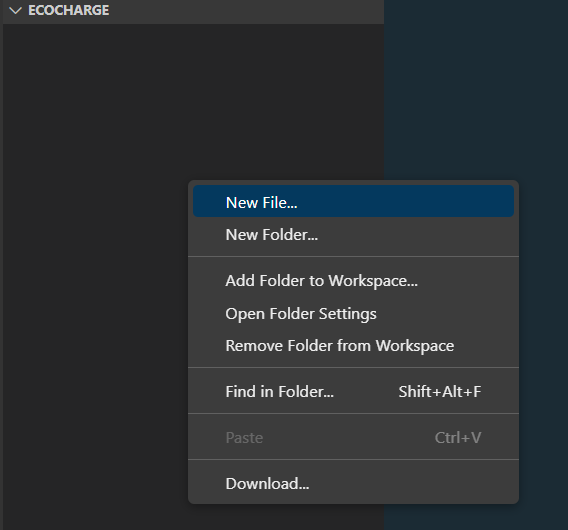 ECOCHARGE
New File...
New Folder...
Add Folder to Workspace...
Open Folder Settings
Remove Folder from Workspace
Find in Folder... Shift+Alt+F
Paste Ctrl+V
Download...